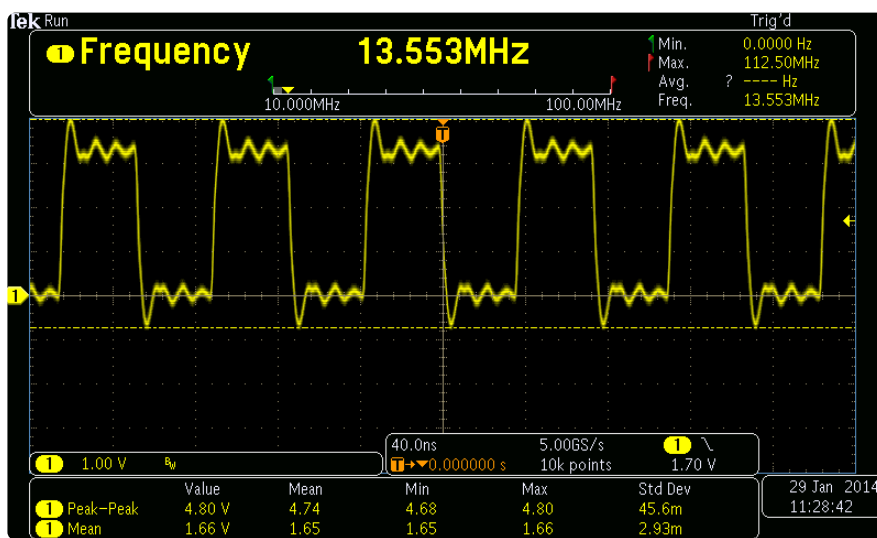 Tek Run Trig'd
1 Frequency 13.553MHz
Min. 0.0000 Hz
Max. 112.50MHz
Avg. ? ---- Hz
Freq. 13.553MHz
10.000MHz 100.00MHz
T
1
1 1.00 V BW
40.0ns 5.00GS/s 1
T→▼0.000000 s 10k points 1.70 V
Value Mean Min Max Std Dev
1 Peak-Peak 4.80 V 4.74 4.68 4.80 45.6m
1 Mean 1.66 V 1.65 1.65 1.66 2.93m
29 Jan 2014
11:28:42